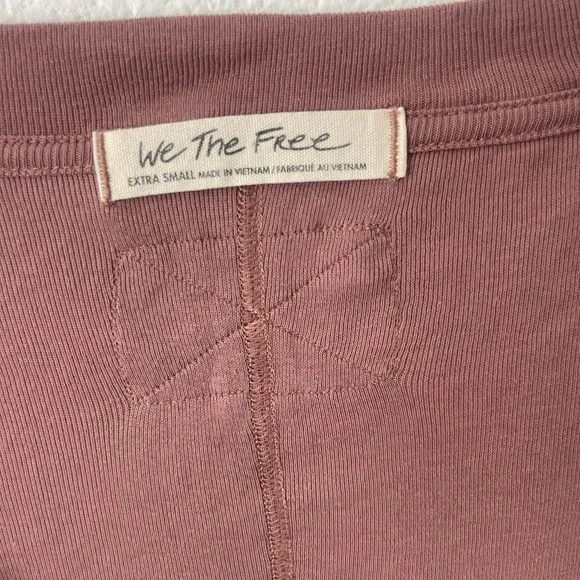 We The Free
EXTRA SMALL MADE IN VIETNAM / FABRIQUÉ AU VIETNAM